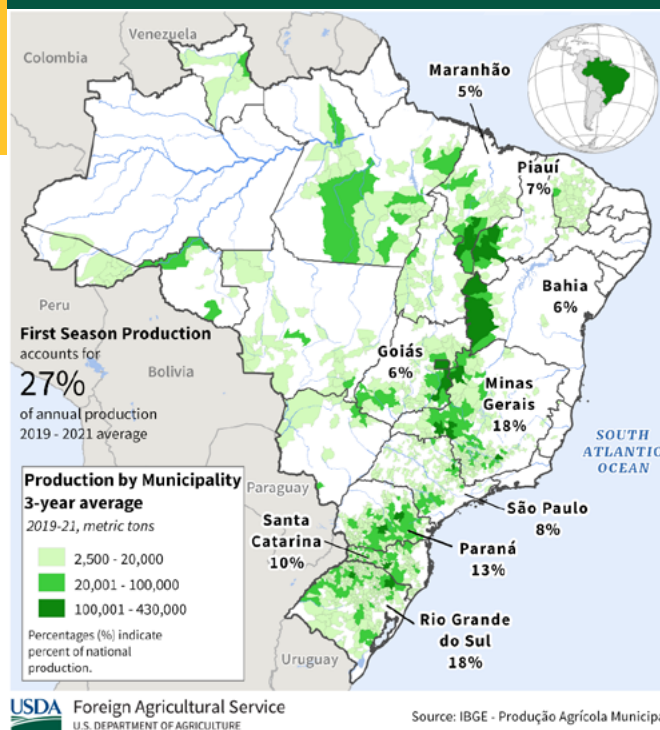 Venezuela
Colombia
Maranhão
5%
Piauí
7%
Bahia
6%
Peru
First Season Production
accounts for
27%
of annual production
2019 - 2021 average
Bolivia
Goiás
6%
Minas
Gerais
18%
SOUTH
ATLANTIC
OCEAN
Production by Municipality
3-year average
2019-21, metric tons
2,500 - 20,000
20,001 - 100,000
100,001 - 430,000
Percentages (%) indicate
percent of national
production.
Paraguay
São Paulo
8%
Santa
Catarina
10%
Paraná
13%
Rio Grande
do Sul
18%
Uruguay
USDA Foreign Agricultural Service
U.S. DEPARTMENT OF AGRICULTURE
Source: IBGE - Produção Agrícola Municipa